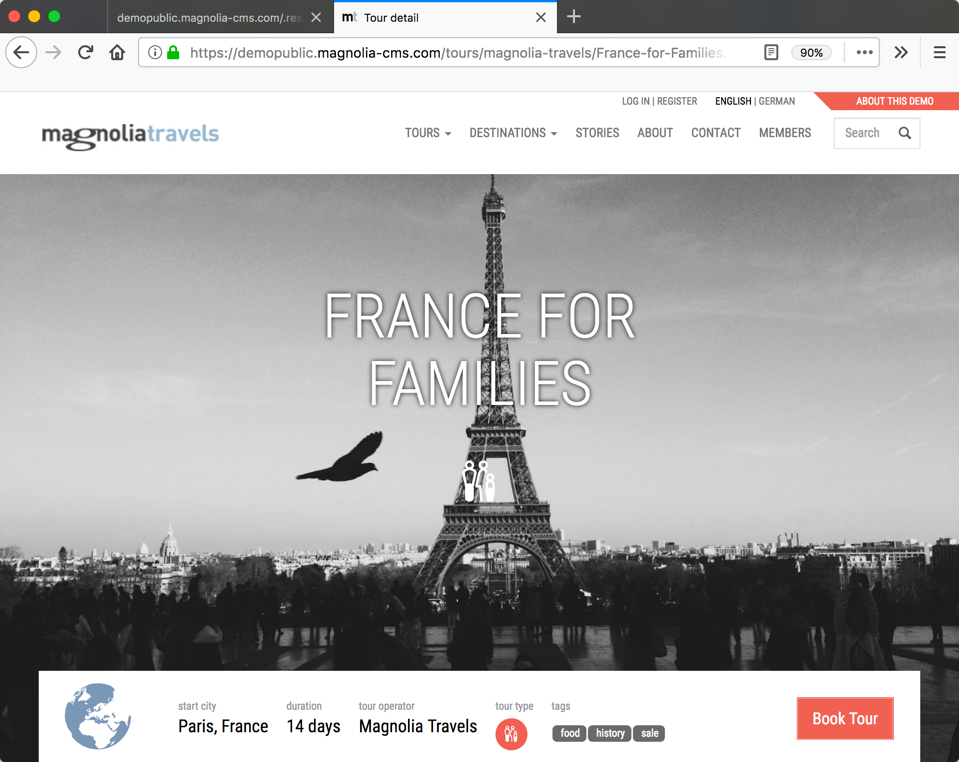 demopublic.magnolia-cms.com/.res
mt Tour detail
https://demopublic.magnolia-cms.com/tours/magnolia-travels/France-for-Families.
90%
LOG IN | REGISTER ENGLISH | GERMAN ABOUT THIS DEMO
magnoliatravels
TOURS DESTINATIONS STORIES ABOUT CONTACT MEMBERS Search
FRANCE FOR
FAMILIES
start city duration tour operator tour type tags
Paris, France 14 days Magnolia Travels
food history sale
Book Tour